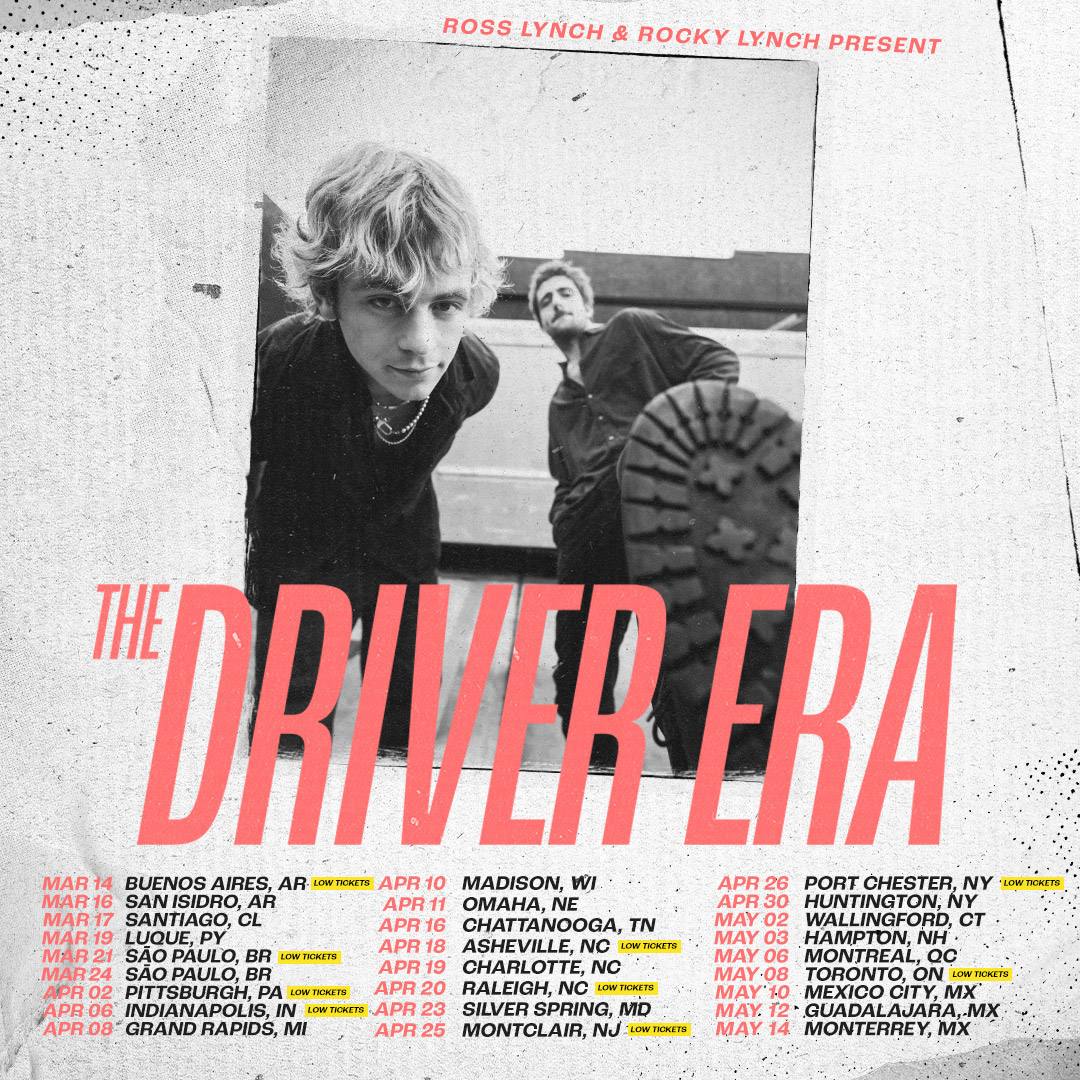 ROSS LYNCH & ROCKY LYNCH PRESENT
THE DRIVER ERA
MAR 14 BUENOS AIRES, AR LOW TICKETS
MAR 16 SAN ISIDRO, AR
MAR 17 SANTIAGO, CL
MAR 19 LUQUE, PY
MAR 21 SÃO PAULO, BR LOW TICKETS
MAR 24 SÃO PAULO, BR
APR 02 PITTSBURGH, PA LOW TICKETS
APR 06 INDIANAPOLIS, IN LOW TICKETS
APR 08 GRAND RAPIDS, MI
APR 10 MADISON, WI
APR 11 OMAHA, NE
APR 16 CHATTANOOGA, TN
APR 18 ASHEVILLE, NC LOW TICKETS
APR 19 CHARLOTTE, NC
APR 20 RALEIGH, NC LOW TICKETS
APR 23 SILVER SPRING, MD
APR 25 MONTCLAIR, NJ LOW TICKETS
APR 26 PORT CHESTER, NY LOW TICKETS
APR 30 HUNTINGTON, NY
MAY 02 WALLINGFORD, CT
MAY 03 HAMPTON, NH
MAY 06 MONTREAL, QC
MAY 08 TORONTO, ON LOW TICKETS
MAY 10 MEXICO CITY, MX
MAY 12 GUADALAJARA, MX
MAY 14 MONTERREY, MX